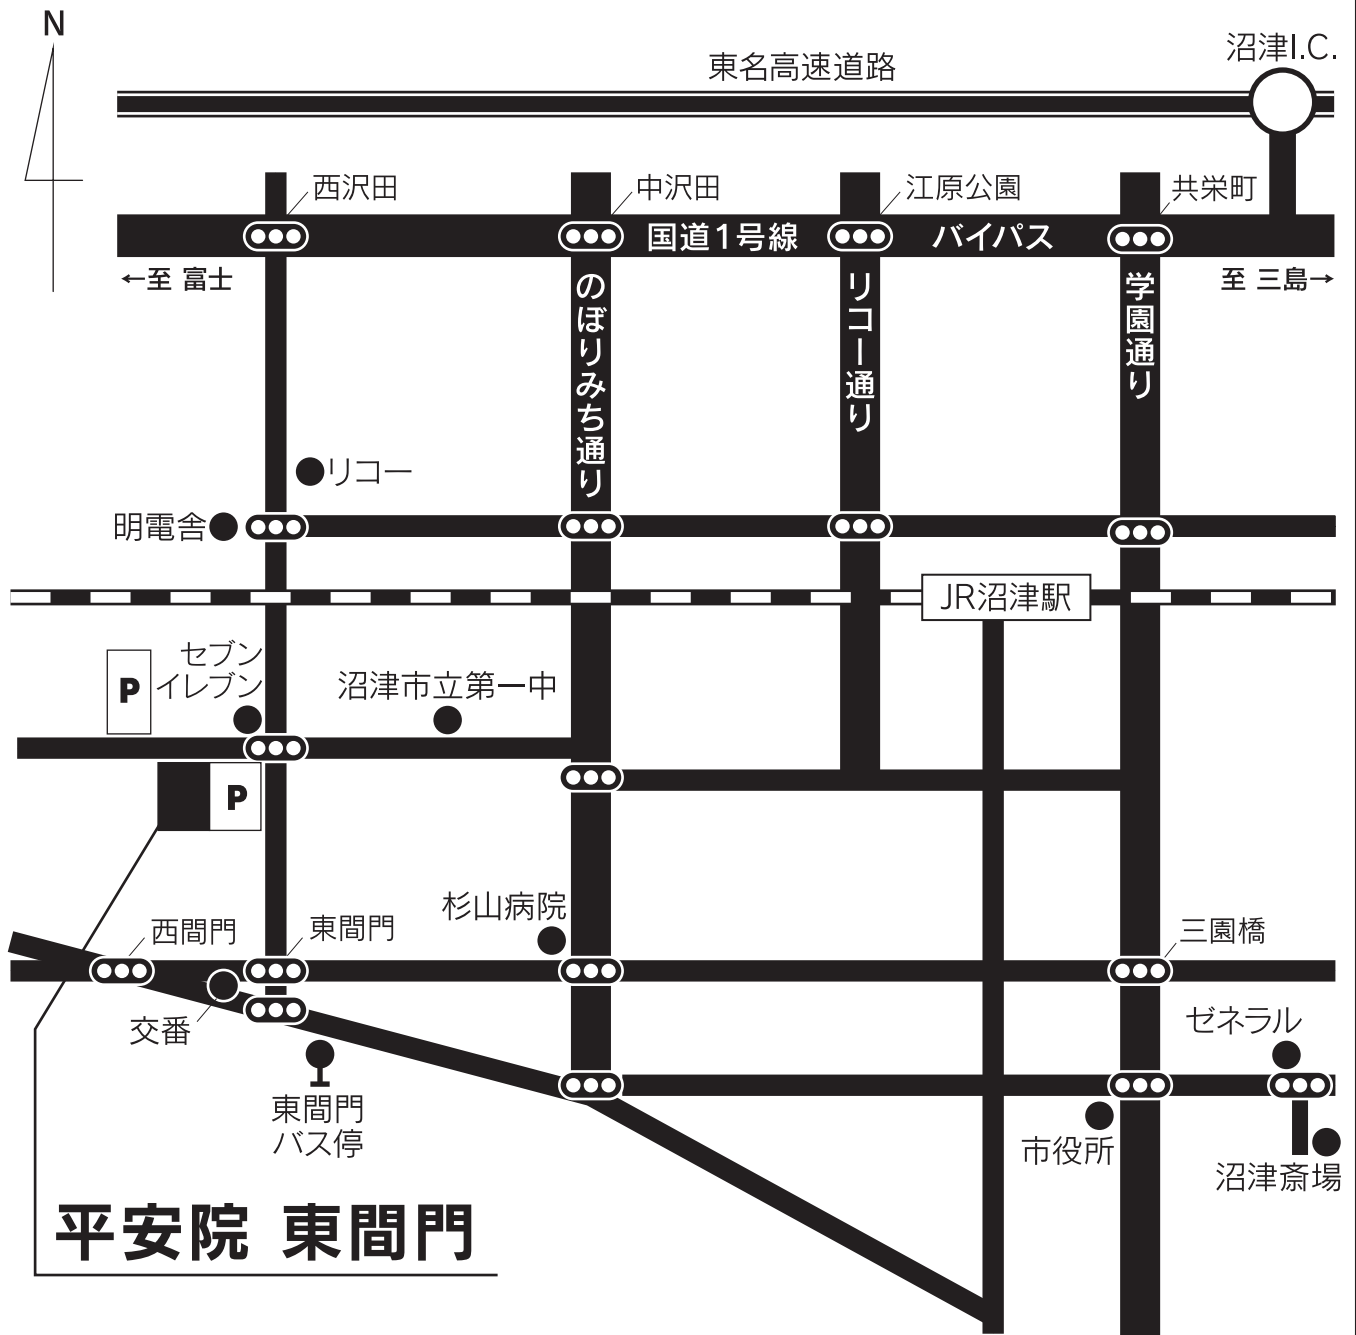 N
沼津I.C.
東名高速道路
西沢田
中沢田
江原公園
共栄町
国道1号線 バイパス
←至 富士
至 三島→
のぼりみち通り
リコー通り
学園通り
リコー
明電舎
JR沼津駅
セブン
イレブン
P
沼津市立第一中
P
杉山病院
西間門
東間門
三園橋
交番
ゼネラル
東間門
バス停
市役所
沼津斎場
平安院 東間門